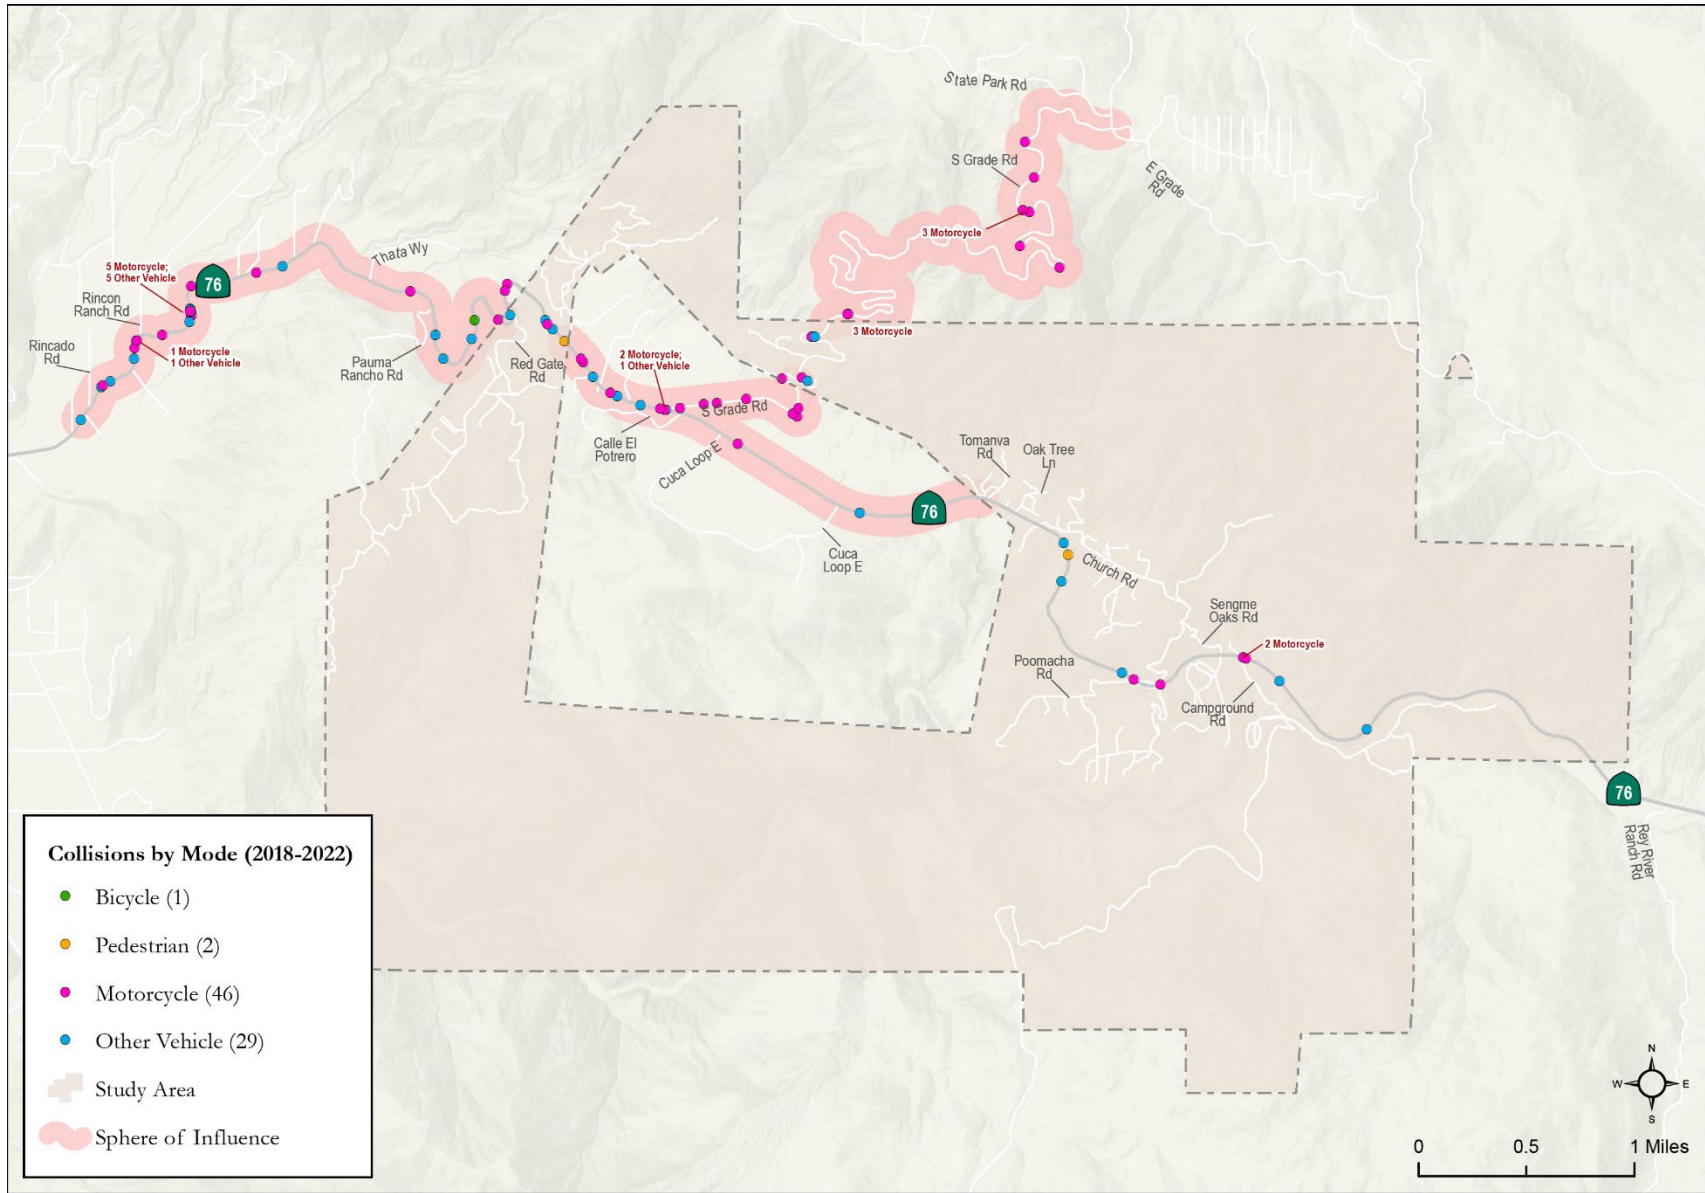 State Park Rd
S Grade Rd
E Grade
Rd
3 Motorcycle
Thafa Wy
5 Motorcycle;
5 Other Vehicle
76
Rincon
Ranch Rd
Rincado
Rd
1 Motorcycle
1 Other Vehicle
Pauma
Rancho Rd
Red Gate
Rd
2 Motorcycle;
1 Other Vehicle
3 Motorcycle
S Grade Rd
Calle El
Potrero
Cuca Loop E
Tomanva
Rd
Oak Tree
Ln
76
Cuca
Loop E
Church Rd
Sengme
Oaks Rd
2 Motorcycle
Poomacha
Rd
Campground
Rd
76
Rey River
Ranch Rd
Collisions by Mode (2018-2022)
Bicycle (1)
Pedestrian (2)
Motorcycle (46)
Other Vehicle (29)
Study Area
Sphere of Influence
N
W E
S
0 0.5 1 Miles